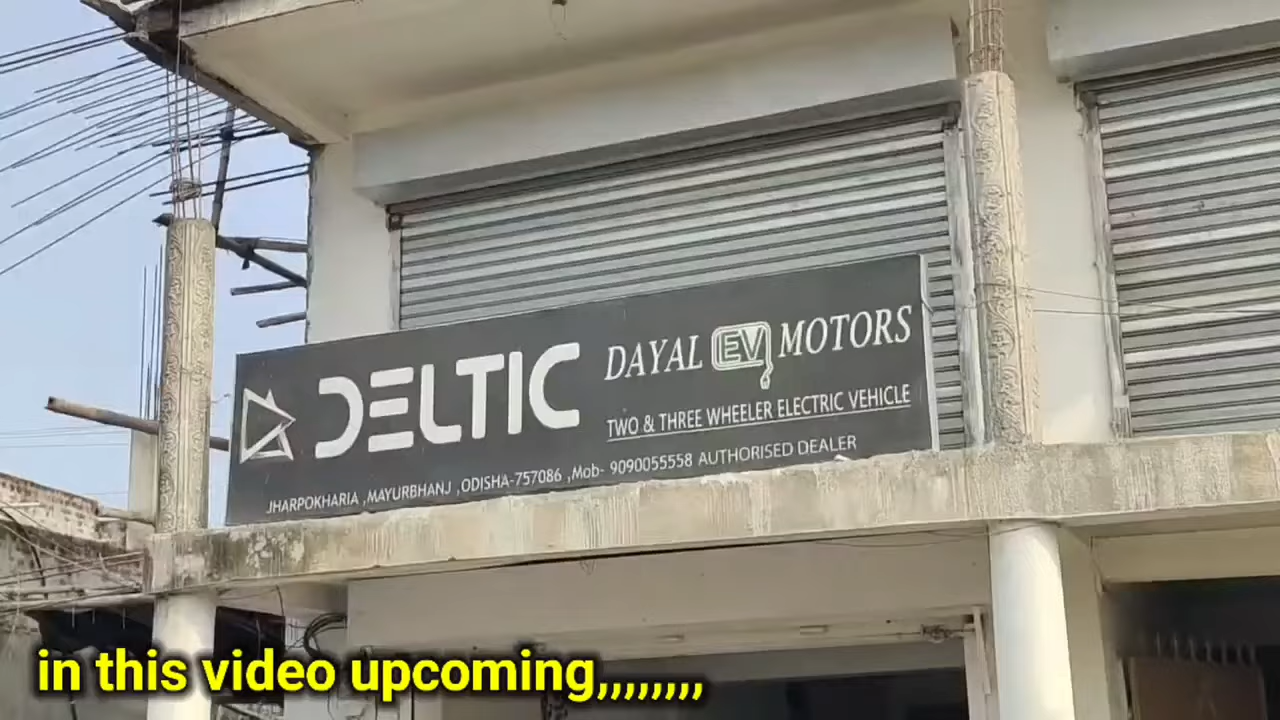 DELTIC
DAYAL EV MOTORS
TWO & THREE WHEELER ELECTRIC VEHICLE
JHARPOKHARIA ,MAYURBHANJ ,ODISHA-757086 ,Mob- 9090055558 AUTHORISED DEALER
in this video upcoming,,,,,,,,